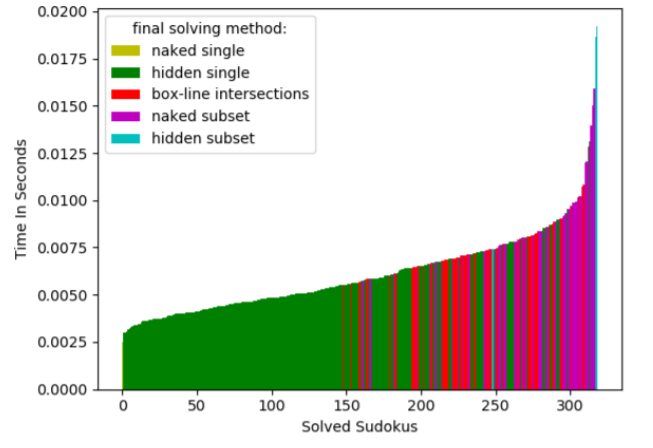 final solving method:
naked single
hidden single
box-line intersections
naked subset
hidden subset
Time In Seconds
0.0200
0.0175
0.0150
0.0125
0.0100
0.0075
0.0050
0.0025
0.0000
0 50 100 150 200 250 300
Solved Sudokus